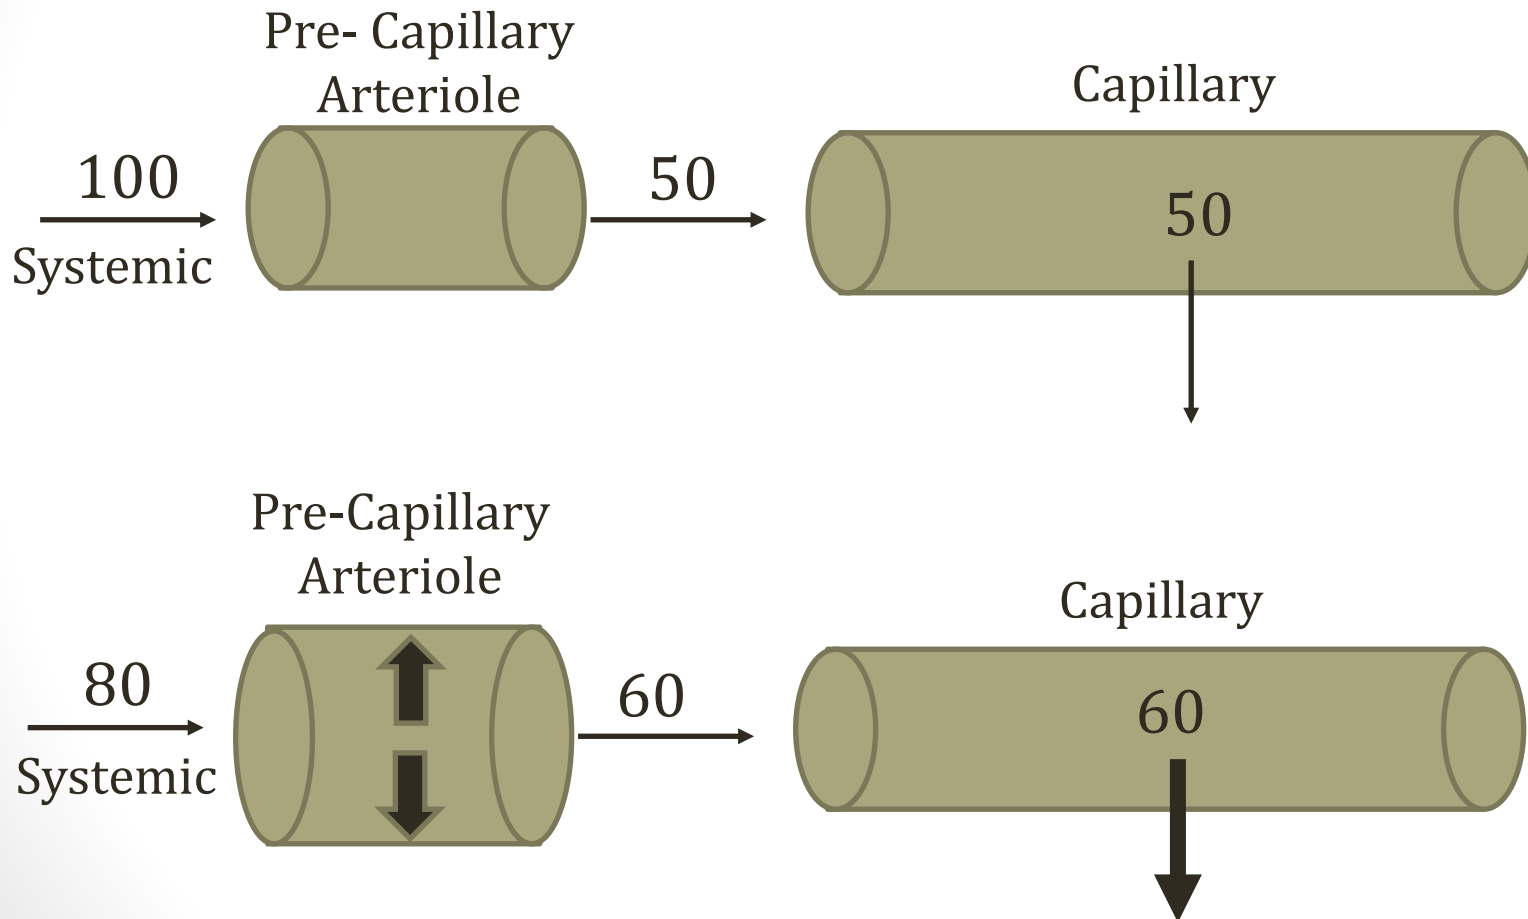 Pre- Capillary
Arteriole
Capillary
100
50
50
Systemic
Pre-Capillary
Arteriole
Capillary
80
60
60
Systemic